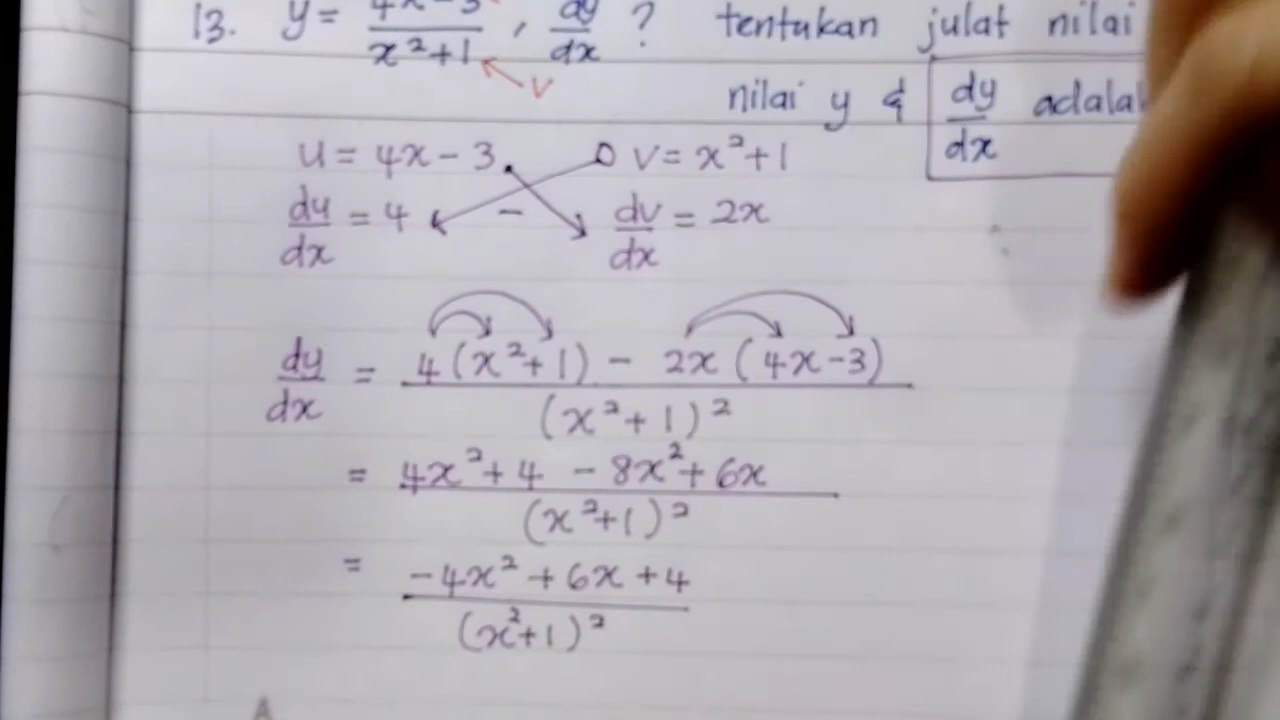 13. y = 4x-3 / x²+1 , dy/dx ? tentukan julat nilai
v
nilai y & dy/dx
u = 4x - 3 v = x² + 1
du/dx = 4 - dv/dx = 2x
dy/dx = 4(x²+1) - 2x(4x-3) / (x²+1)²
= 4x² + 4 - 8x² + 6x / (x²+1)²
= -4x² + 6x + 4 / (x²+1)²